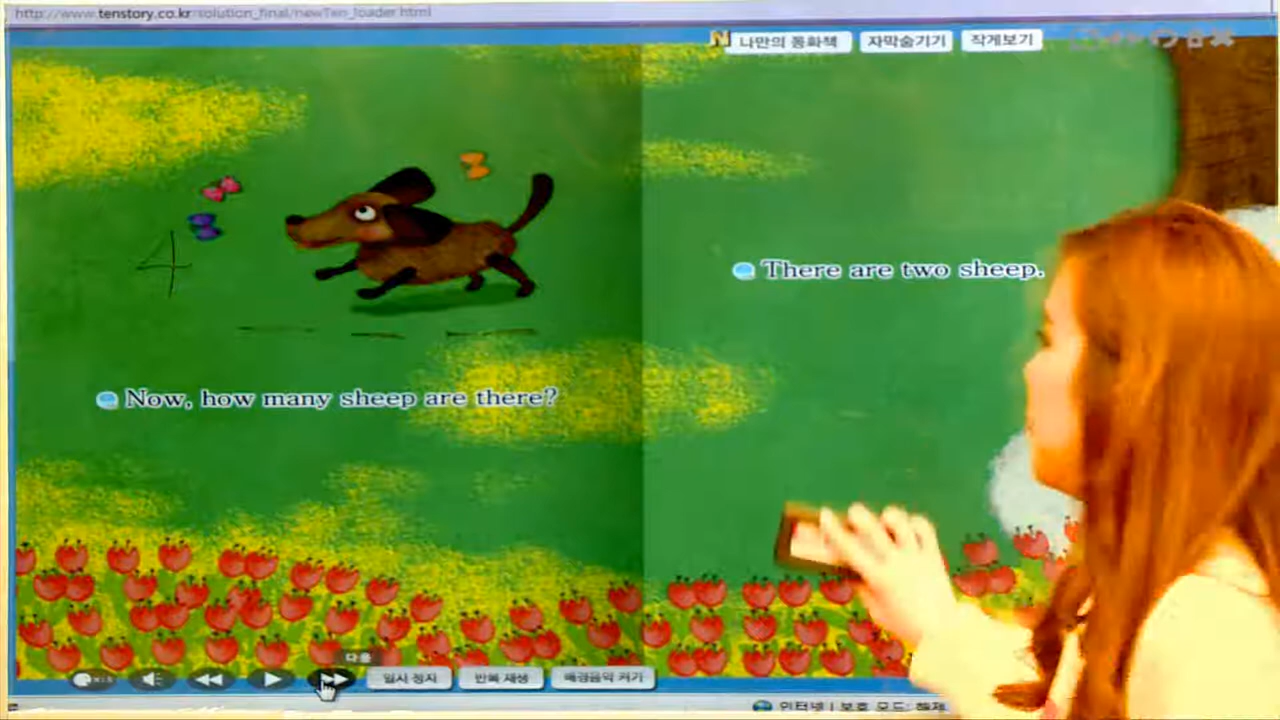 http://www.tenstory.co.kr/solution_final/newTen_loader.html
N 나만의 동화책 자막숨기기 작게보기
4
There are two sheep.
Now, how many sheep are there?
다음
일시 정지 반복 재생 배경음악 켜기
인터넷 | 보호 모드: 해제